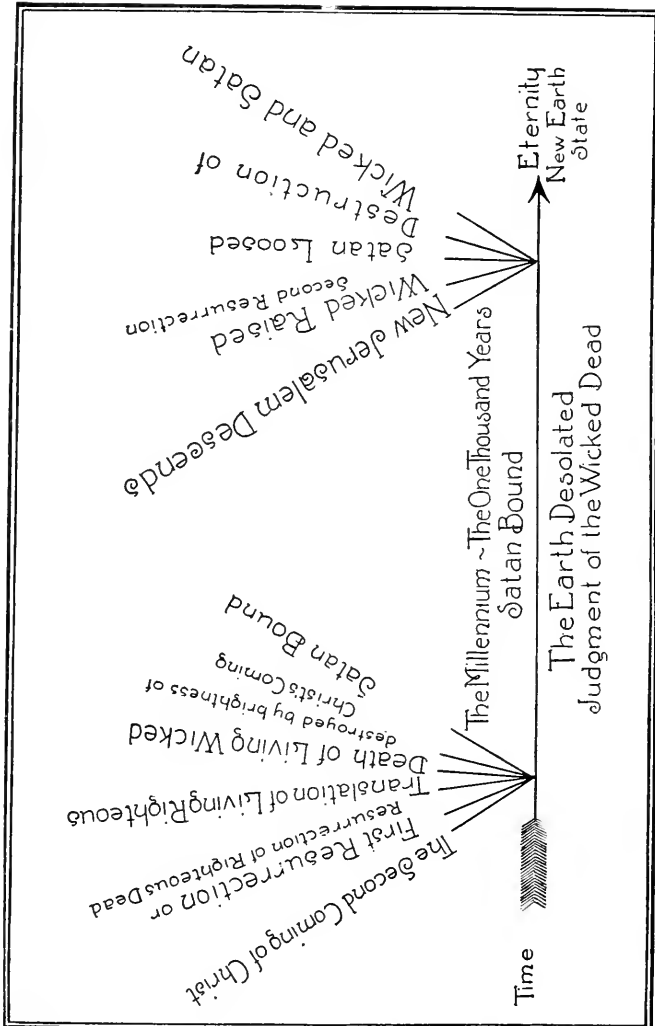 The Second Coming of Christ
First Resurrection or
Resurrection of Righteous Dead
Translation of Living Righteous
Death of Living Wicked
destroyed by brightness of
Christ's Coming
Satan Bound
New Jerusalem Descends
Wicked Raised
Second Resurrection
Satan Loosed
Destruction of
Wicked and Satan
Time
The Millennium ~ The One Thousand Years
Satan Bound
The Earth Desolated
Judgment of the Wicked Dead
Eternity
New Earth
State